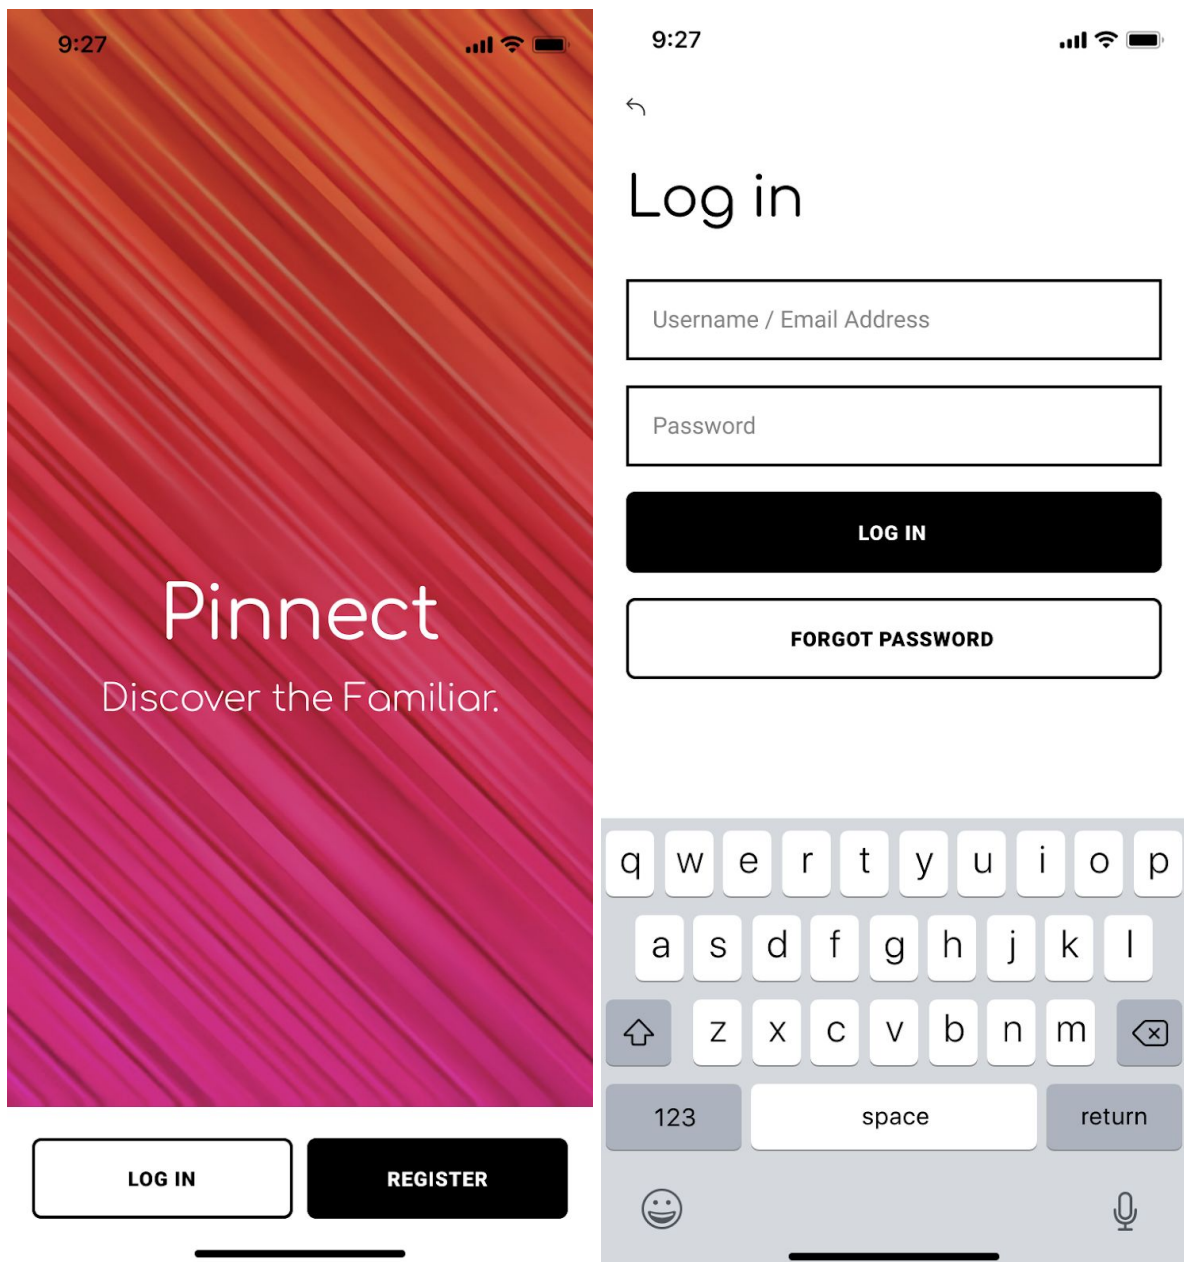 9:27
Pinnect
Discover the Familiar.
LOG IN
REGISTER
9:27
Log in
Username / Email Address
Password
LOG IN
FORGOT PASSWORD
q w e r t y u i o p
a s d f g h j k l
z x c v b n m
123 space return